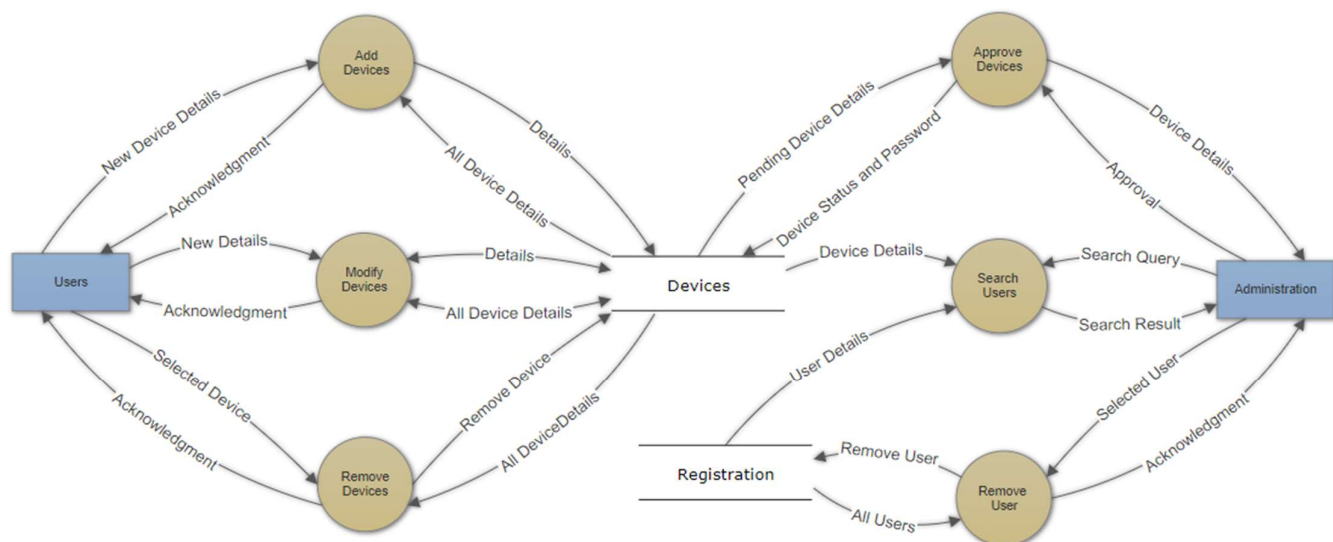 Add
Devices
Approve
Devices
New Device Details
Acknowledgment
All Device Details
Details
Pending Device Details
Device Status and Password
Approval
Device Details
Users
New Details
Acknowledgment
Modify
Devices
Details
All Device Details
Devices
Device Details
Search
Users
Search Query
Search Result
Administration
Selected Device
Acknowledgment
Remove Device
All DeviceDetails
User Details
Selected User
Acknowledgment
Remove
Devices
Registration
Remove User
All Users
Remove
User